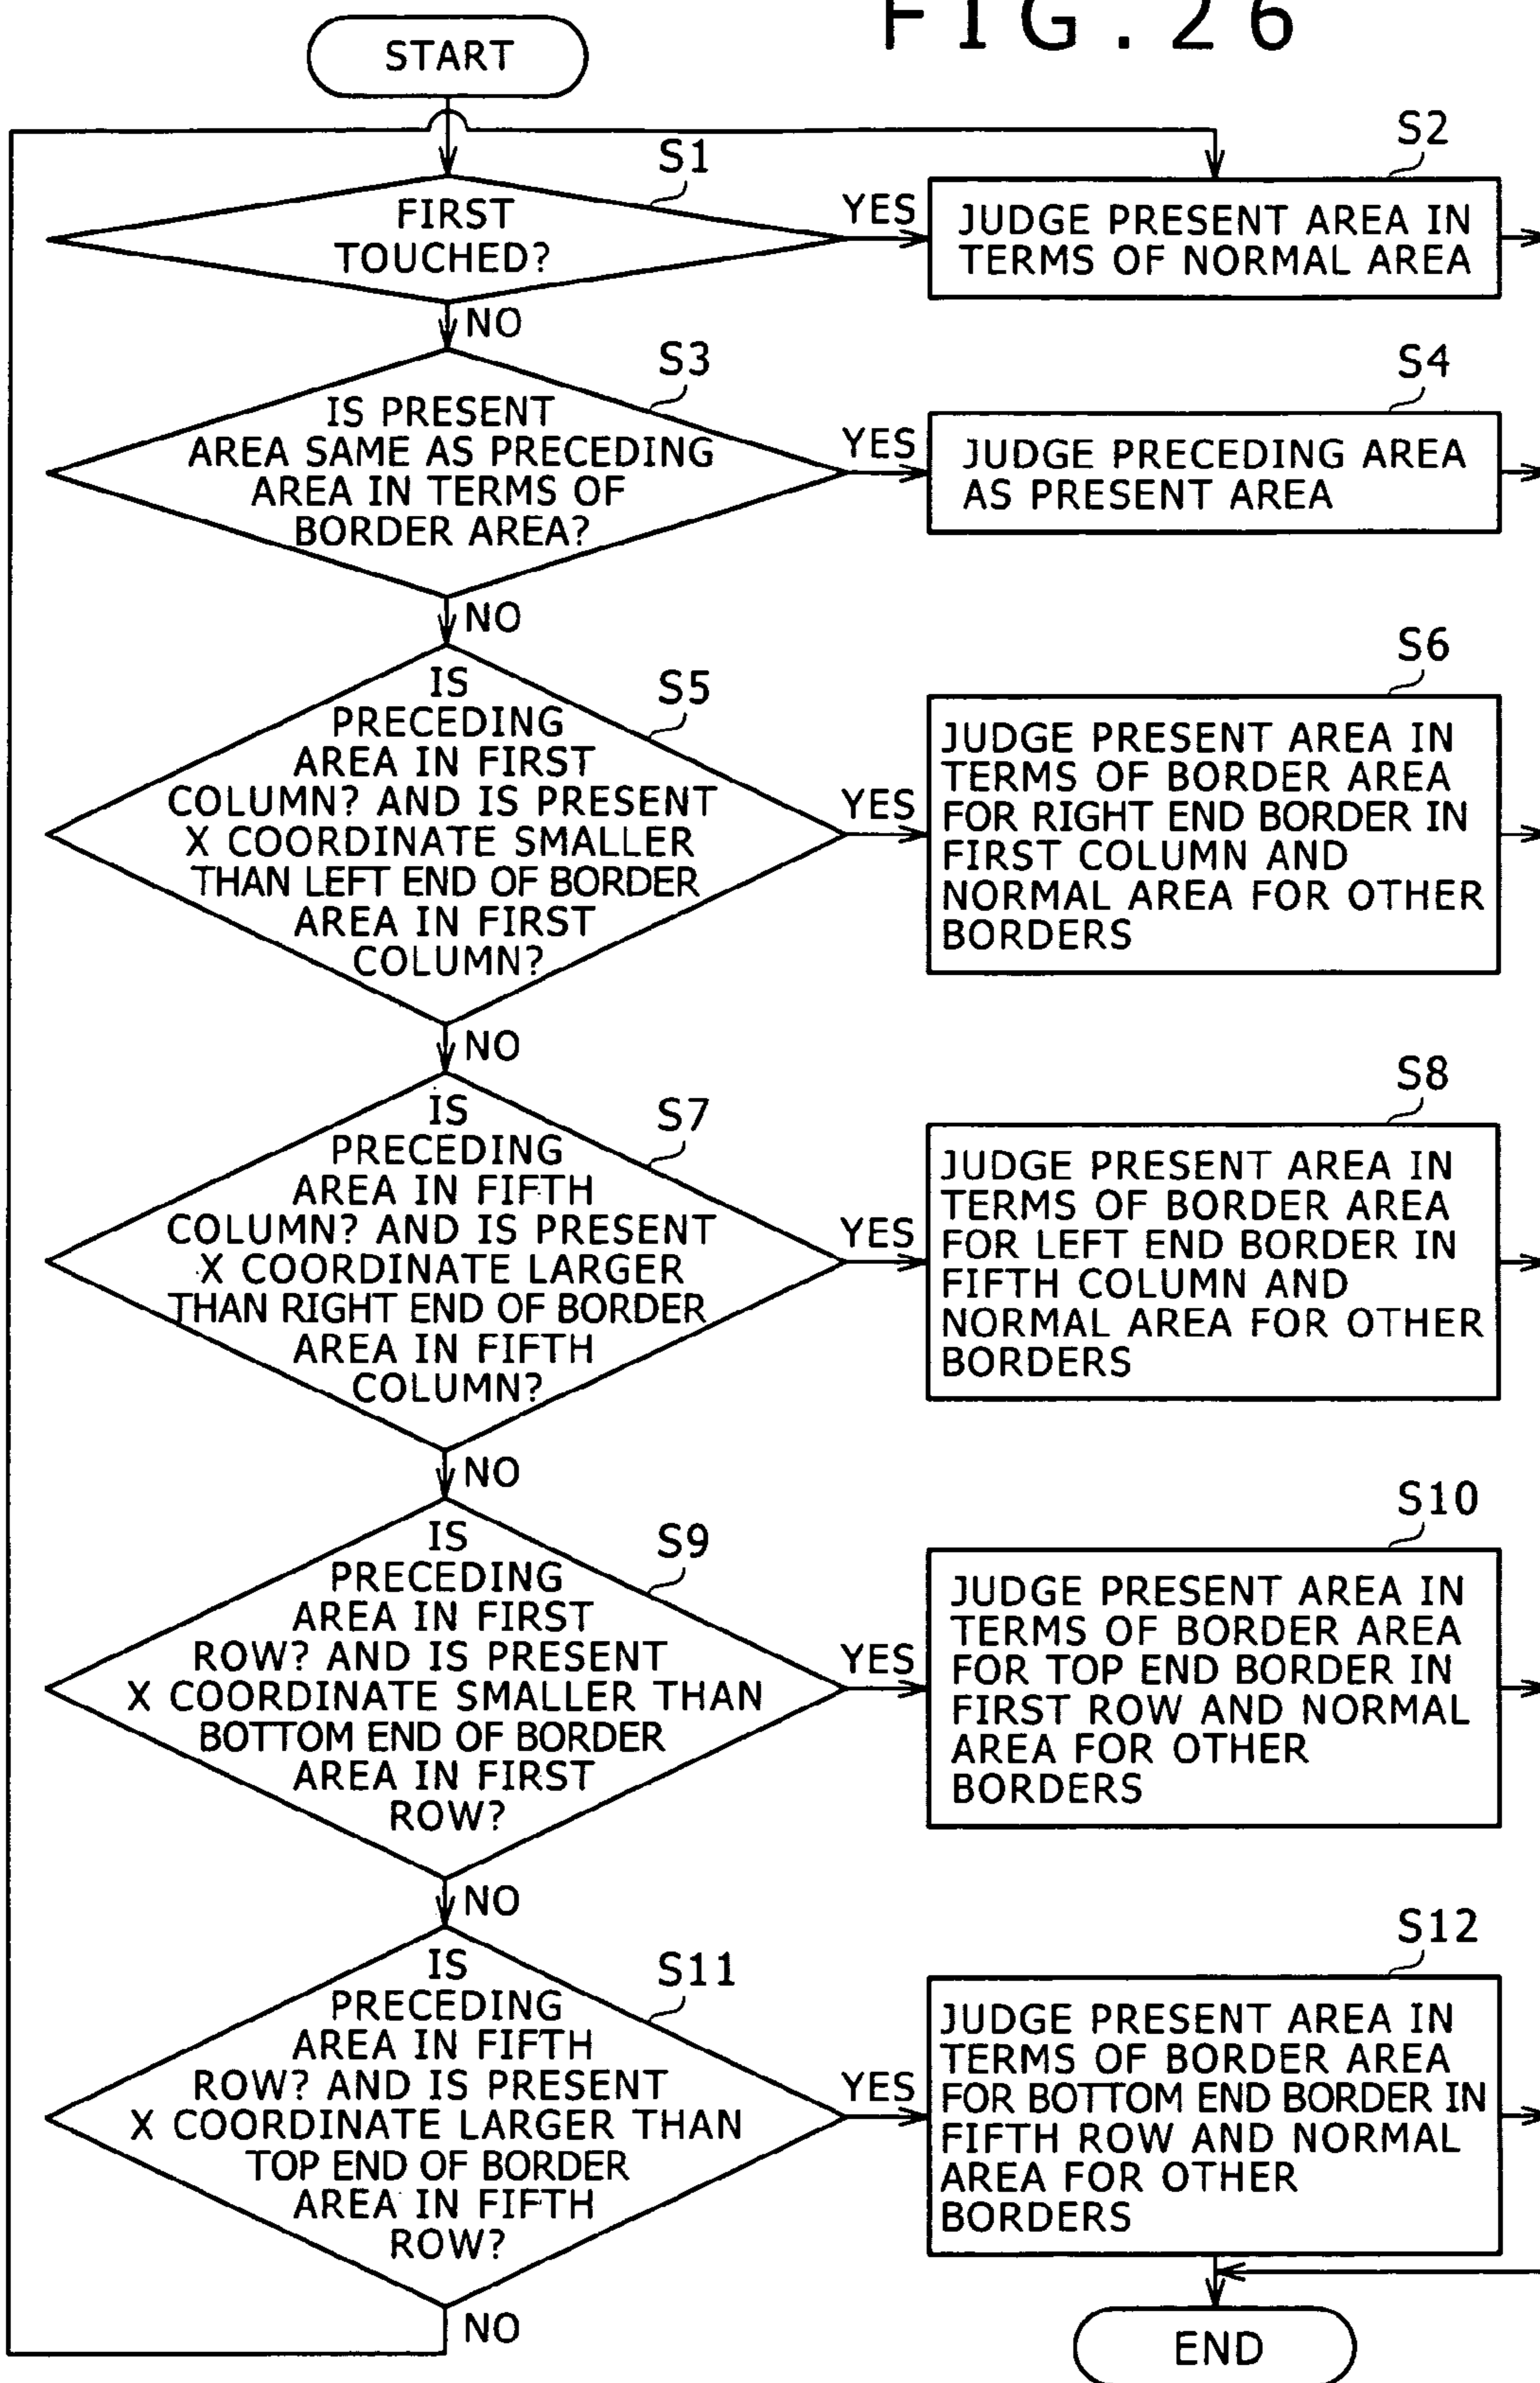 FIG.26
START
S1
FIRST
TOUCHED?
YES
S2
JUDGE PRESENT AREA IN
TERMS OF NORMAL AREA
NO
S3
IS PRESENT
AREA SAME AS PRECEDING
AREA IN TERMS OF
BORDER AREA?
YES
S4
JUDGE PRECEDING AREA
AS PRESENT AREA
NO
S5
IS
PRECEDING
AREA IN FIRST
COLUMN? AND IS PRESENT
X COORDINATE SMALLER
THAN LEFT END OF BORDER
AREA IN FIRST
COLUMN?
YES
S6
JUDGE PRESENT AREA IN
TERMS OF BORDER AREA
FOR RIGHT END BORDER IN
FIRST COLUMN AND
NORMAL AREA FOR OTHER
BORDERS
NO
S7
IS
PRECEDING
AREA IN FIFTH
COLUMN? AND IS PRESENT
X COORDINATE LARGER
THAN RIGHT END OF BORDER
AREA IN FIFTH
COLUMN?
YES
S8
JUDGE PRESENT AREA IN
TERMS OF BORDER AREA
FOR LEFT END BORDER IN
FIFTH COLUMN AND
NORMAL AREA FOR OTHER
BORDERS
NO
S9
IS
PRECEDING
AREA IN FIRST
ROW? AND IS PRESENT
X COORDINATE SMALLER THAN
BOTTOM END OF BORDER
AREA IN FIRST
ROW?
YES
S10
JUDGE PRESENT AREA IN
TERMS OF BORDER AREA
FOR TOP END BORDER IN
FIRST ROW AND NORMAL
AREA FOR OTHER
BORDERS
NO
S11
IS
PRECEDING
AREA IN FIFTH
ROW? AND IS PRESENT
X COORDINATE LARGER THAN
TOP END OF BORDER
AREA IN FIFTH
ROW?
YES
S12
JUDGE PRESENT AREA IN
TERMS OF BORDER AREA
FOR BOTTOM END BORDER IN
FIFTH ROW AND NORMAL
AREA FOR OTHER
BORDERS
NO
END